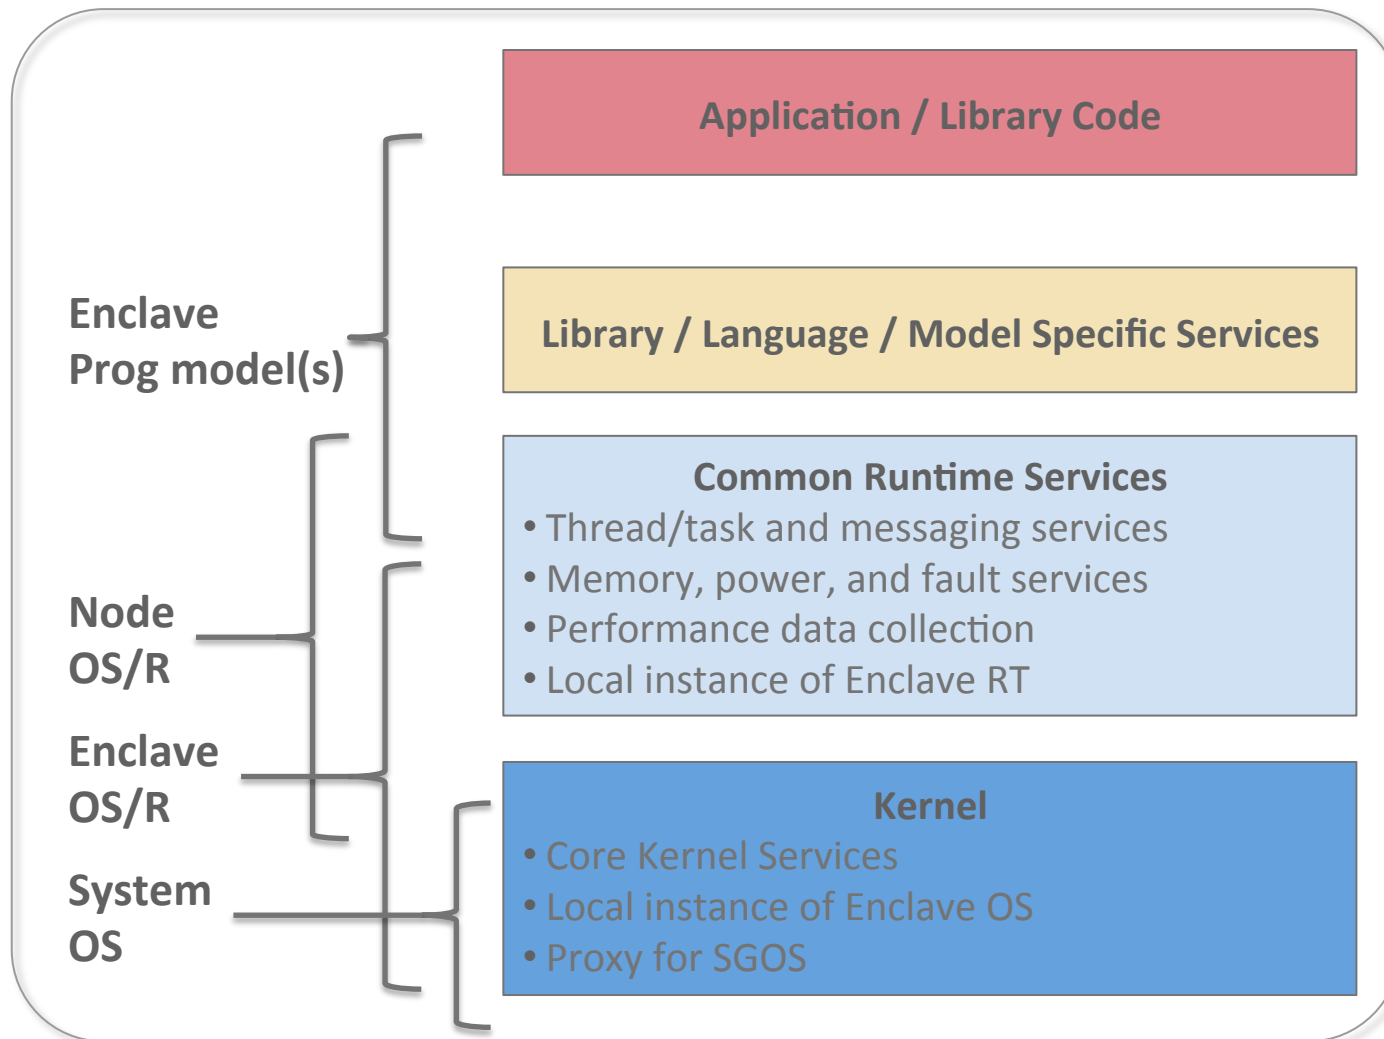 Application / Library Code
Enclave
Prog model(s)
Library / Language / Model Specific Services
Node
OS/R
Common Runtime Services
• Thread/task and messaging services
• Memory, power, and fault services
• Performance data collection
• Local instance of Enclave RT
Enclave
OS/R
System
OS
Kernel
• Core Kernel Services
• Local instance of Enclave OS
• Proxy for SGOS